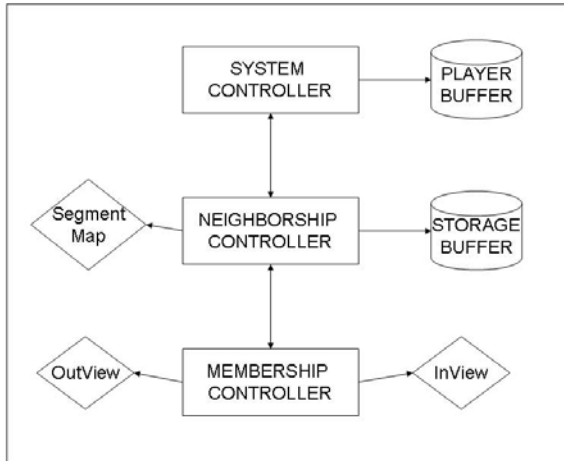 SYSTEM
CONTROLLER
PLAYER
BUFFER
Segment
Map
NEIGHBORSHIP
CONTROLLER
STORAGE
BUFFER
OutView
MEMBERSHIP
CONTROLLER
InView